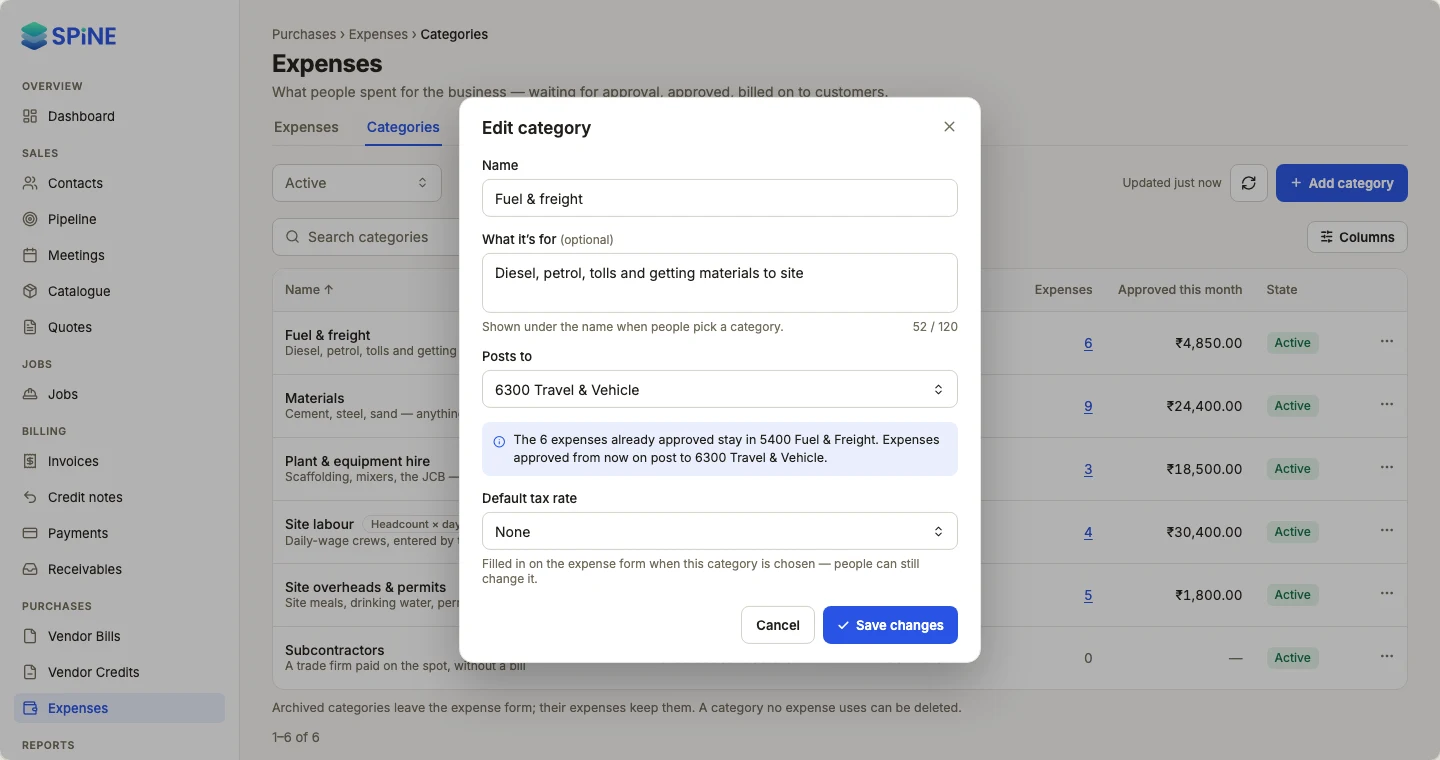 SPiNE
OVERVIEW
Dashboard
SALES
Contacts
Pipeline
Meetings
Catalogue
Quotes
JOBS
Jobs
BILLING
Invoices
Credit notes
Payments
Receivables
PURCHASES
Vendor Bills
Vendor Credits
Expenses
REPORTS
Purchases › Expenses › Categories
Expenses
What people spent for the business — waiting for approval, approved, billed on to customers.
Expenses Categories
Active
Updated just now
+ Add category
Search categories
Columns
Name ↑ Expenses Approved this month State
Fuel & freight 6 ₹4,850.00 Active
Diesel, petrol, tolls and getting
Materials 9 ₹24,400.00 Active
Cement, steel, sand — anything
Plant & equipment hire 3 ₹18,500.00 Active
Scaffolding, mixers, the JCB —
Site labour Headcount × day 4 ₹30,400.00 Active
Daily-wage crews, entered by
Site overheads & permits 5 ₹1,800.00 Active
Site meals, drinking water,
Subcontractors 0 — Active
A trade firm paid on the spot, without a bill
Archived categories leave the expense form; their expenses keep them. A category no expense uses can be deleted.
1–6 of 6
Edit category
Name
Fuel & freight
What it’s for (optional)
Diesel, petrol, tolls and getting materials to site
Shown under the name when people pick a category. 52 / 120
Posts to
6300 Travel & Vehicle
The 6 expenses already approved stay in 5400 Fuel & Freight. Expenses
approved from now on post to 6300 Travel & Vehicle.
Default tax rate
None
Filled in on the expense form when this category is chosen — people can still
change it.
Cancel
Save changes